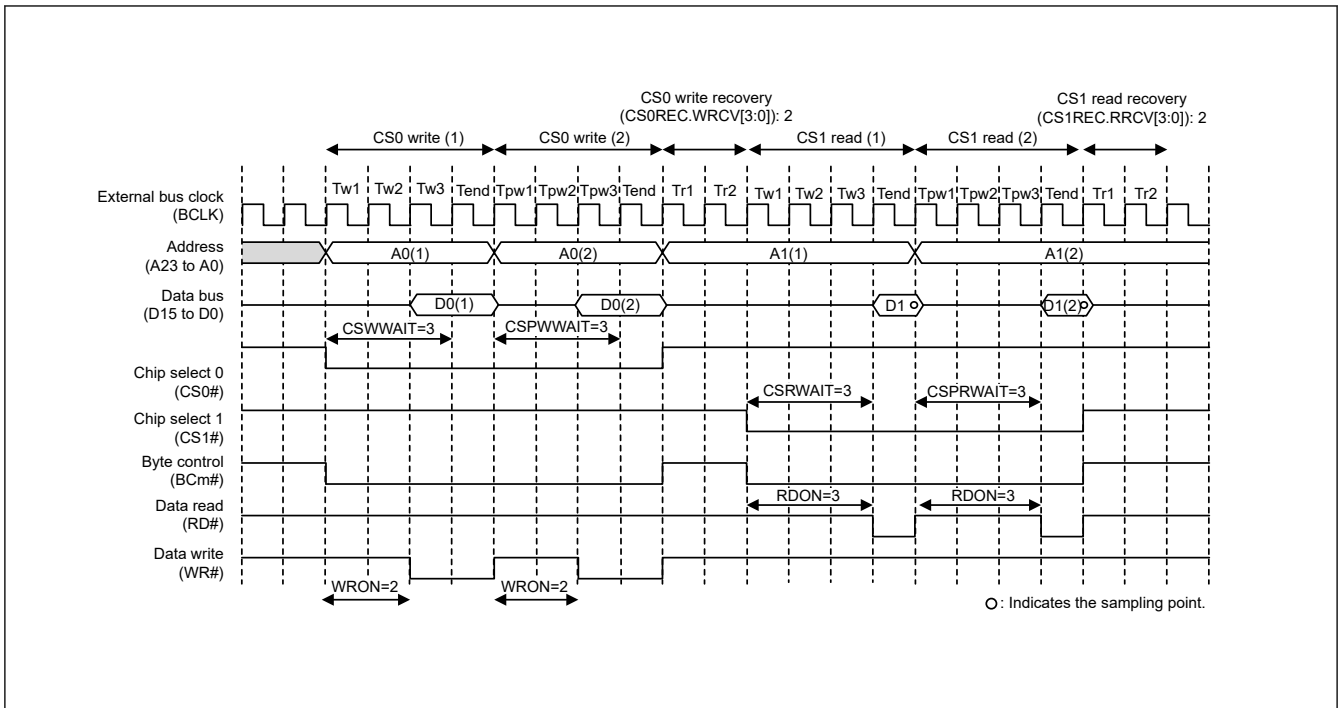 CS0 write recovery
(CS0REC.WRCV[3:0]): 2
CS1 read recovery
(CS1REC.RRCV[3:0]): 2
CS0 write (1)
CS0 write (2)
CS1 read (1)
CS1 read (2)
Tw1 Tw2 Tw3 Tend Tpw1 Tpw2 Tpw3 Tend Tr1 Tr2 Tw1 Tw2 Tw3 Tend Tpw1 Tpw2 Tpw3 Tend Tr1 Tr2
External bus clock
(BCLK)
Address
(A23 to A0)
A0(1)
A0(2)
A1(1)
A1(2)
Data bus
(D15 to D0)
D0(1)
D0(2)
D1
D1(2)
CSWWAIT=3
CSPWWAIT=3
Chip select 0
(CS0#)
CSRWAIT=3
CSPRWAIT=3
Chip select 1
(CS1#)
Byte control
(BCm#)
RDON=3
RDON=3
Data read
(RD#)
Data write
(WR#)
WRON=2
WRON=2
: Indicates the sampling point.